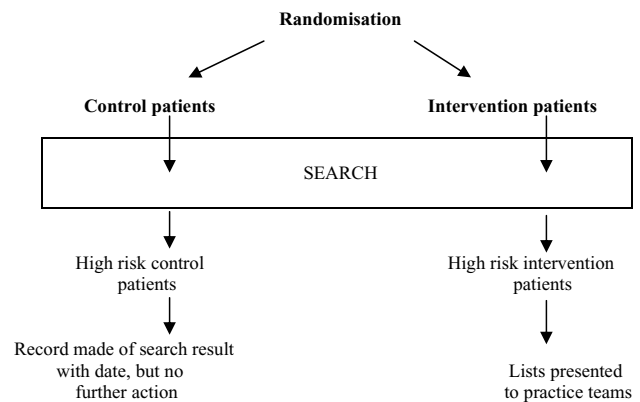 Randomisation
Control patients
Intervention patients
SEARCH
High risk control
patients
High risk intervention
patients
Record made of search result
with date, but no
further action
Lists presented
to practice teams